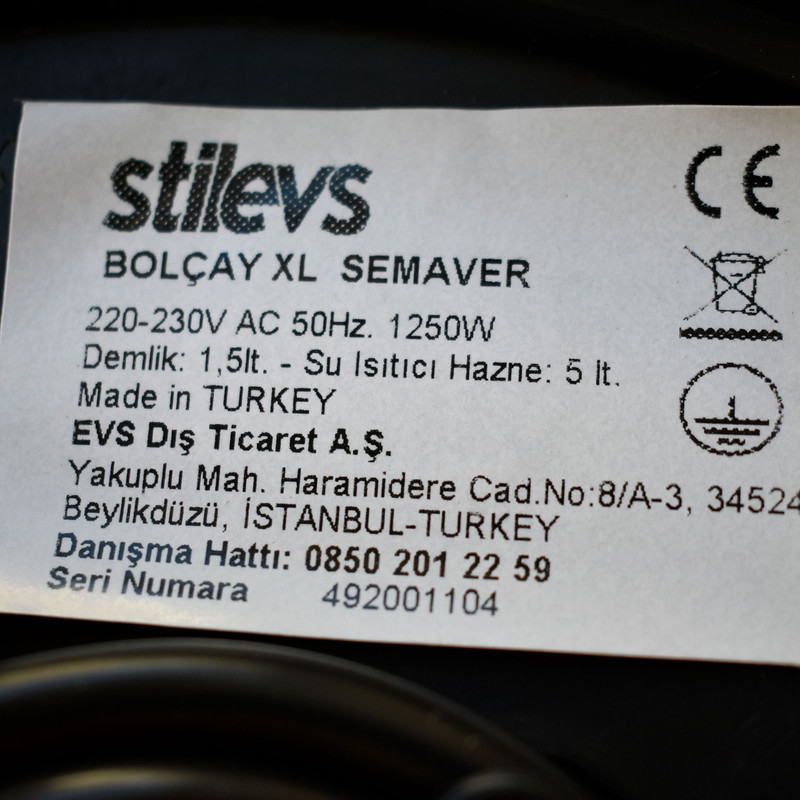 stilevs
BOLÇAY XL SEMAVER
220-230V AC 50Hz. 1250W
Demlik: 1,5lt. - Su Isıtıcı Hazne: 5 lt.
Made in TURKEY
EVS Dış Ticaret A.Ş.
Yakuplu Mah. Haramidere Cad.No:8/A-3, 34524
Beylikdüzü, İSTANBUL-TURKEY
Danışma Hattı: 0850 201 22 59
Seri Numara 492001104
CE